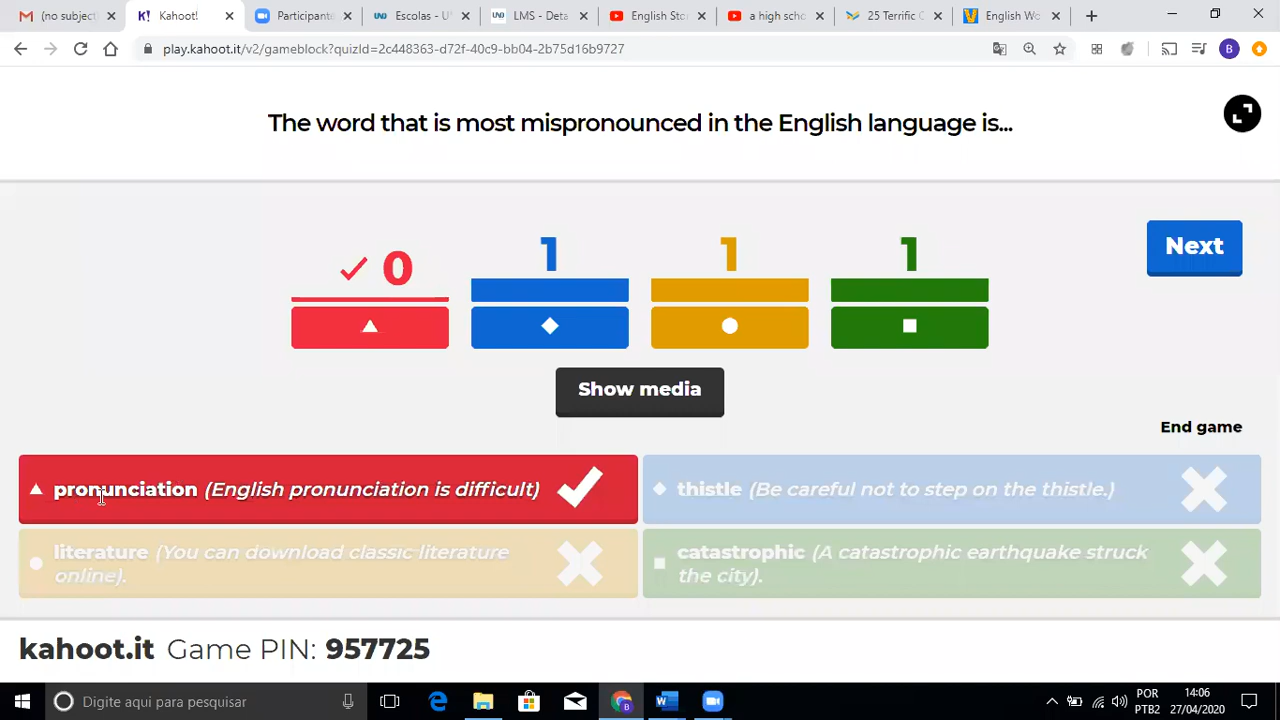 (no subject
Kahoot!
Participant
Escolas - U
LMS - Deta
English Sto
a high scho
25 Terrific
English Wo
play.kahoot.it/v2/gameblock?quizId=2c448363-d72f-40c9-bb04-2b75d16b9727
B
The word that is most mispronounced in the English language is...
0
1
1
1
Next
Show media
End game
pronunciation (English pronunciation is difficult)
thistle (Be careful not to step on the thistle.)
literature (You can download classic literature
online).
catastrophic (A catastrophic earthquake struck
the city).
kahoot.it Game PIN: 957725
Digite aqui para pesquisar
POR
PTB2
14:06
27/04/2020